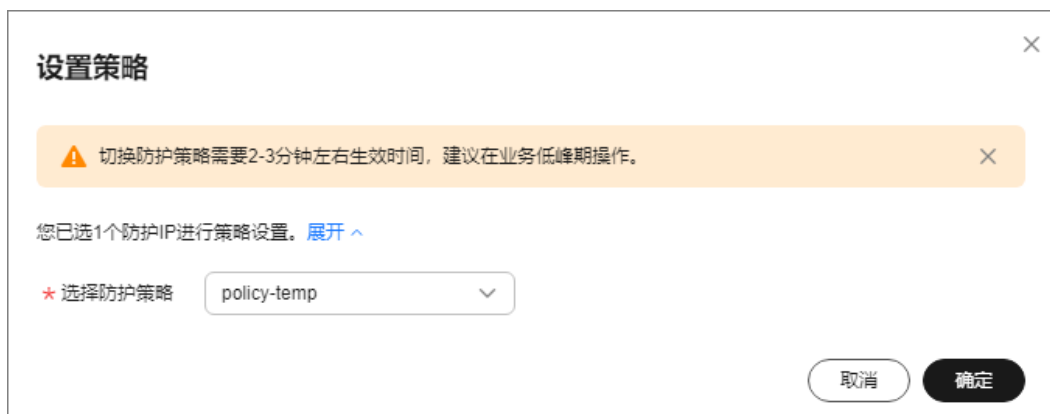 设置策略
切换防护策略需要2-3分钟左右生效时间，建议在业务低峰期操作。
您已选1个防护IP进行策略设置。展开
* 选择防护策略 policy-temp
取消 确定